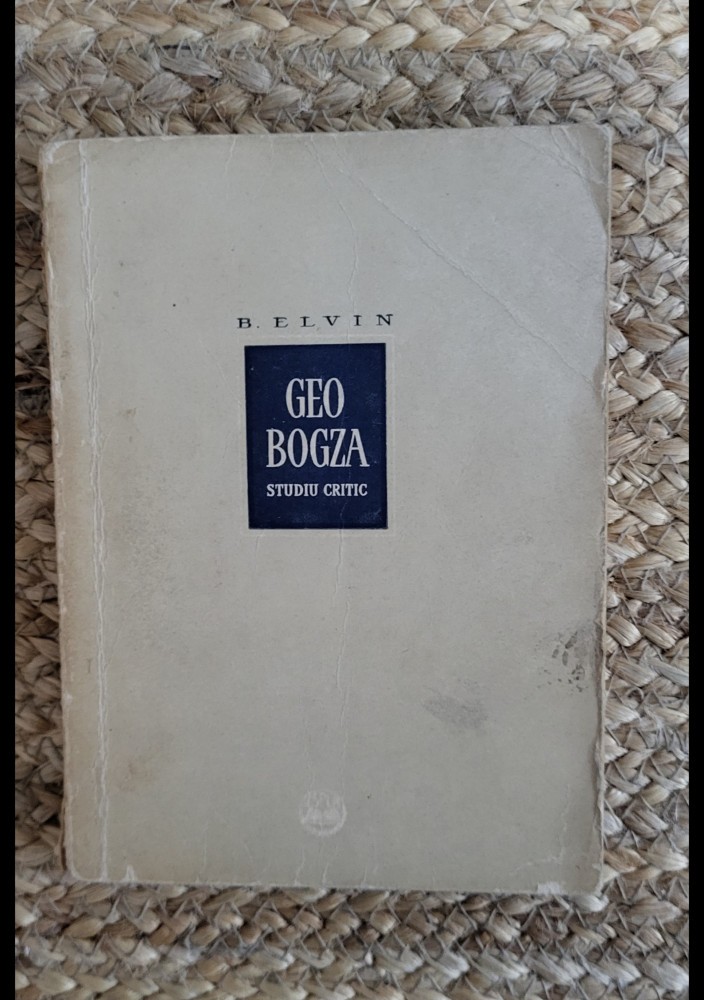 B. ELVIN
GEO
BOGZA
STUDIU CRITIC